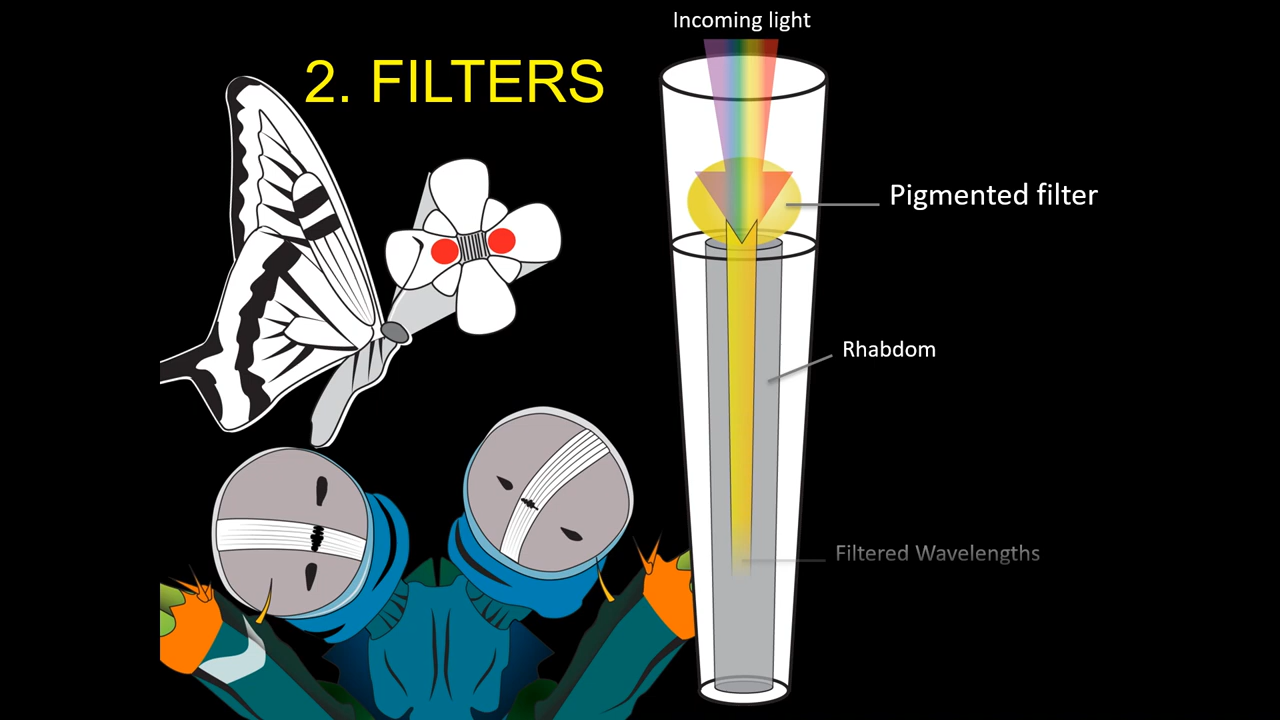 Incoming light
2. FILTERS
Pigmented filter
Rhabdom
Filtered Wavelengths